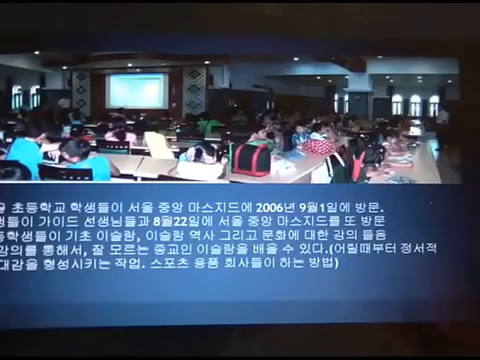 초등학교 학생들이 서울 중앙 마스지드에 2006년 9월1일에 방문.
들이 가이드 선생님들과 8월22일에 서울 중앙 마스지드를 또 방문
학생들이 기초 이슬람, 이슬람 역사 그리고 문화에 대한 강의 들음
강의를 통해서, 잘 모르는 종교인 이슬람을 배울 수 있다.(어릴때부터 정서적
대감을 형성시키는 작업. 스포츠 용품 회사들이 하는 방법)